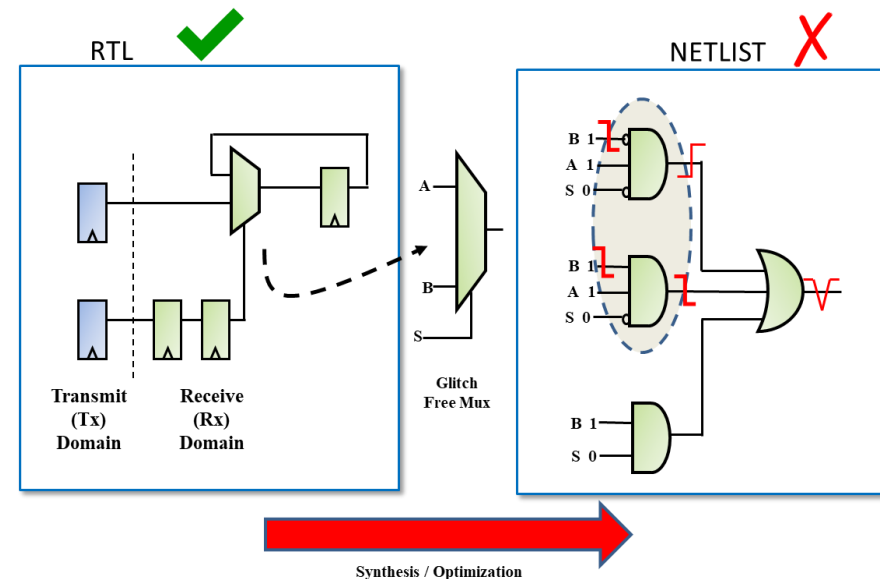 RTL
NETLIST
A
B
S
Transmit
(Tx)
Domain
Receive
(Rx)
Domain
Glitch
Free Mux
B 1
A 1
S 0
B 1
A 1
S 0
B 1
S 0
Synthesis / Optimization